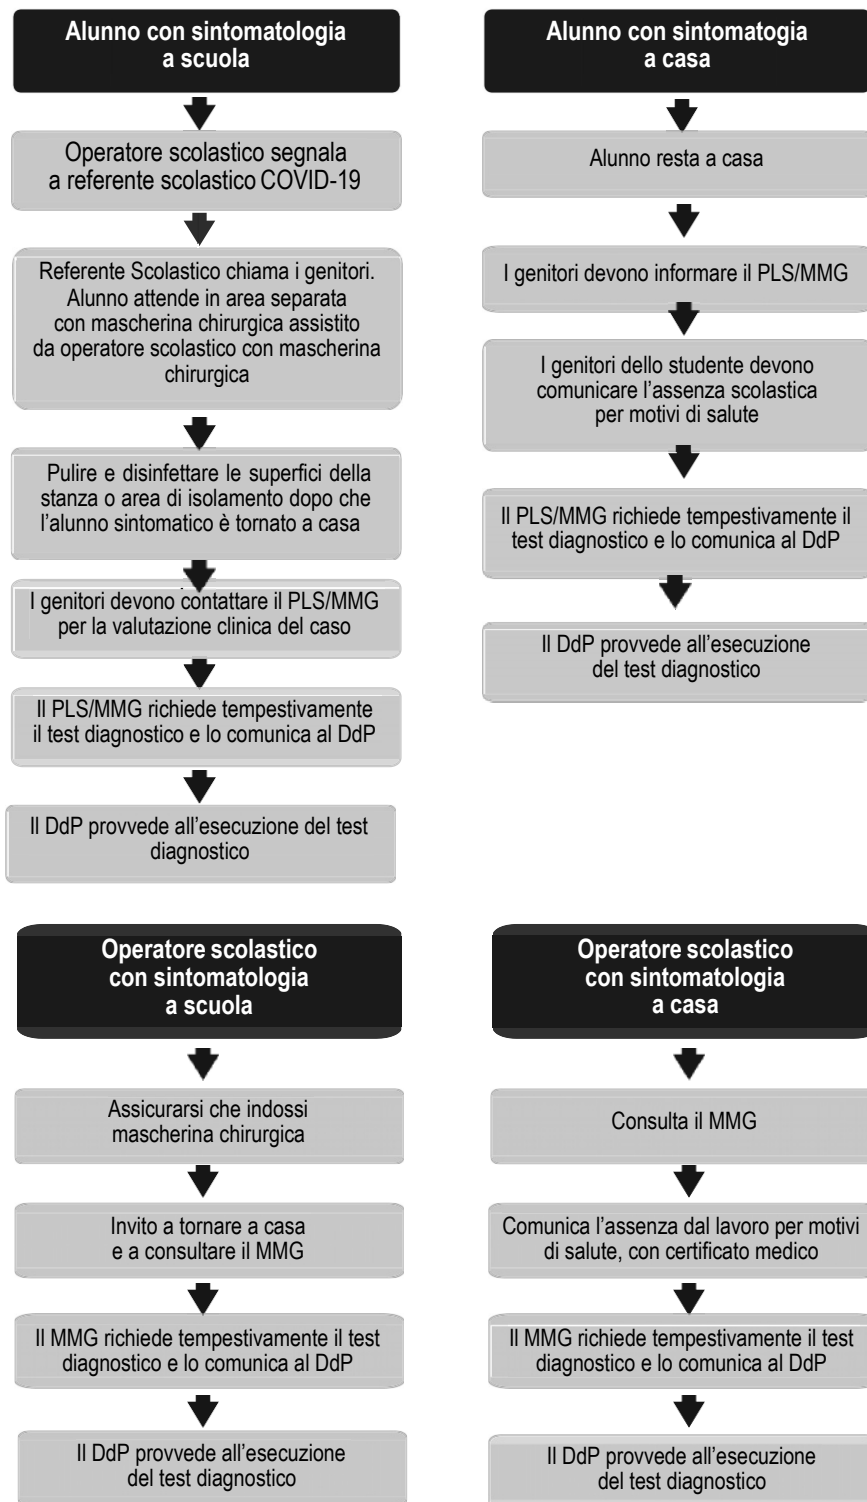 Alunno con sintomatologia
a scuola
Operatore scolastico segnala
a referente scolastico COVID-19
Referente Scolastico chiama i genitori.
Alunno attende in area separata
con mascherina chirurgica assistito
da operatore scolastico con mascherina
chirurgica
Pulire e disinfettare le superfici della
stanza o area di isolamento dopo che
l'alunno sintomatico è tornato a casa
I genitori devono contattare il PLS/MMG
per la valutazione clinica del caso
Il PLS/MMG richiede tempestivamente
il test diagnostico e lo comunica al DdP
Il DdP provvede all'esecuzione del test
diagnostico
Alunno con sintomatogia
a casa
Alunno resta a casa
I genitori devono informare il PLS/MMG
I genitori dello studente devono
comunicare l'assenza scolastica
per motivi di salute
Il PLS/MMG richiede tempestivamente il
test diagnostico e lo comunica al DdP
Il DdP provvede all'esecuzione
del test diagnostico
Operatore scolastico
con sintomatologia
a scuola
Assicurarsi che indossi
mascherina chirurgica
Invito a tornare a casa
e a consultare il MMG
Il MMG richiede tempestivamente il test
diagnostico e lo comunica al DdP
Il DdP provvede all'esecuzione
del test diagnostico
Operatore scolastico
con sintomatologia
a casa
Consulta il MMG
Comunica l'assenza dal lavoro per motivi
di salute, con certificato medico
Il MMG richiede tempestivamente il test
diagnostico e lo comunica al DdP
Il DdP provvede all'esecuzione
del test diagnostico